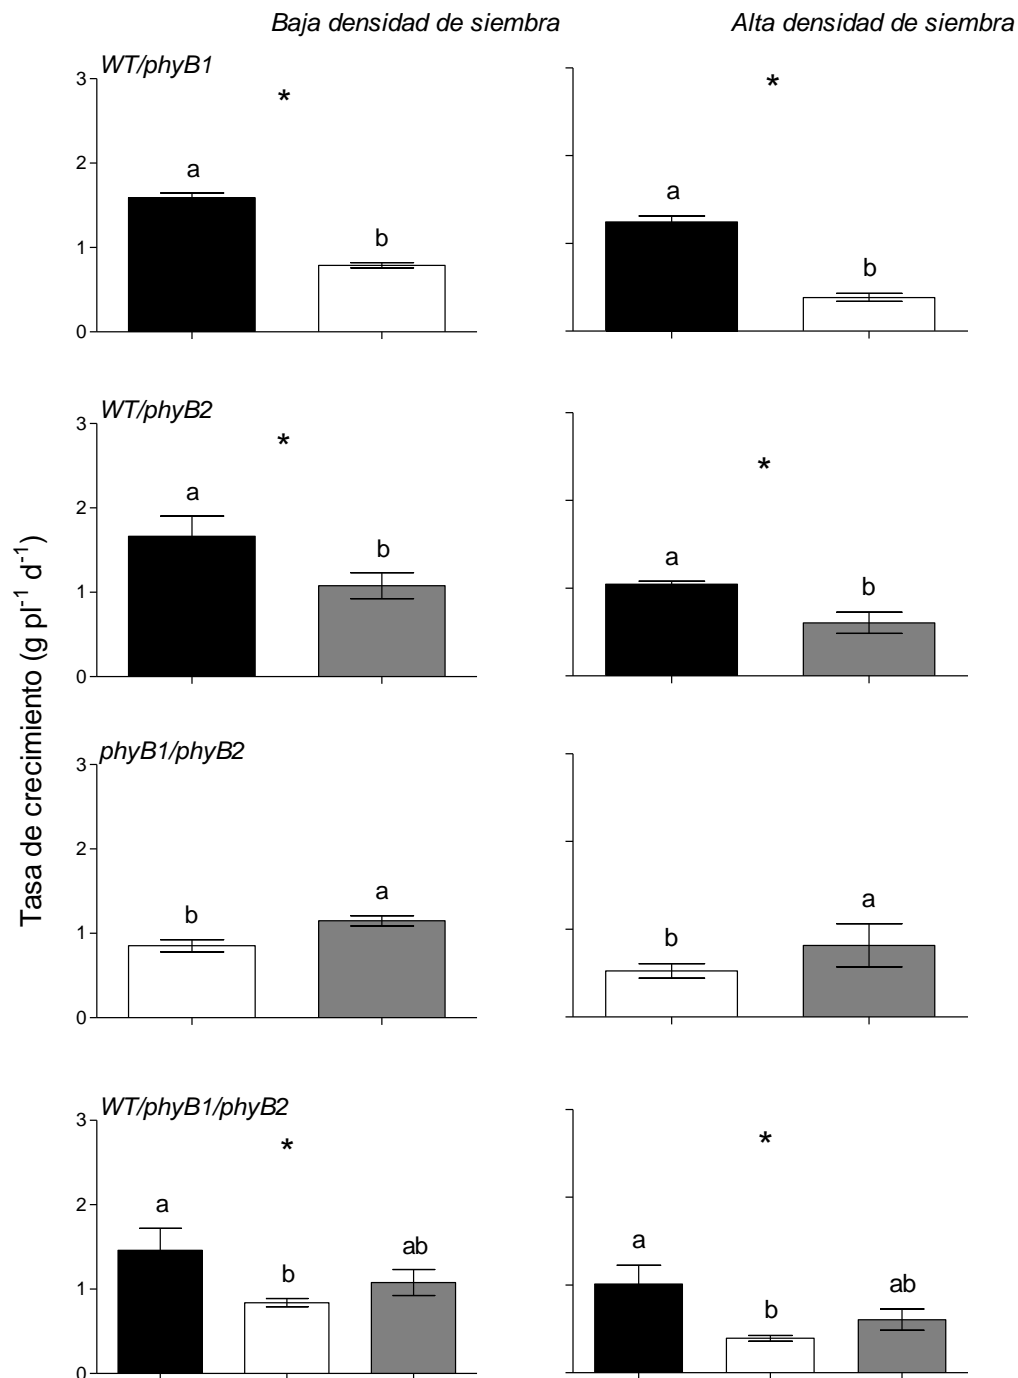 Baja densidad de siembra
Alta densidad de siembra
Tasa de crecimiento (g pl⁻¹ d⁻¹)
WT/phyB1
3
2
1
0
*
a
b
*
a
b
WT/phyB2
3
2
1
0
*
a
b
*
a
b
phyB1/phyB2
3
2
1
0
b
a
b
a
WT/phyB1/phyB2
3
2
1
0
*
a
b
ab
*
a
b
ab